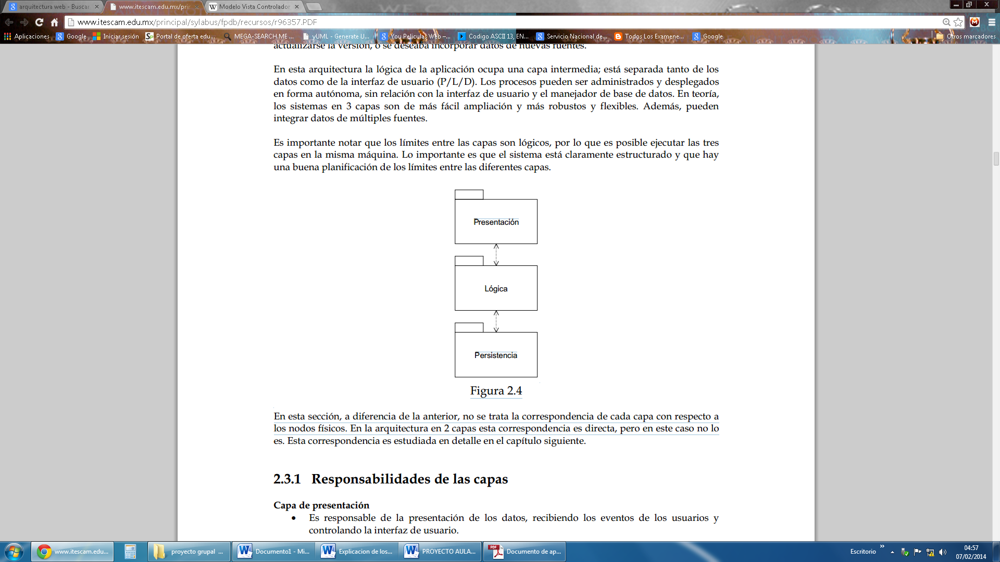 arquitectura web - Buscar
www.itescam.edu.mx/prin
Modelo Vista Controlador
www.itescam.edu.mx/principal/sylabus/fpdb/recursos/r96357.PDF
Aplicaciones Google Iniciar sesión Portal de oferta edu... MEGA-SEARCH.ME ... yUML - Generate U... You Peliculas Web –... Codigo ASCII 13, EN... Servicio Nacional de... Todos Los Examene... Google Otros marcadores
actualizarse la versión, o se deseaba incorporar datos de nuevas fuentes.
En esta arquitectura la lógica de la aplicación ocupa una capa intermedia; está separada tanto de los
datos como de la interfaz de usuario (P/L/D). Los procesos pueden ser administrados y desplegados
en forma autónoma, sin relación con la interfaz de usuario y el manejador de base de datos. En teoría,
los sistemas en 3 capas son de más fácil ampliación y más robustos y flexibles. Además, pueden
integrar datos de múltiples fuentes.
Es importante notar que los límites entre las capas son lógicos, por lo que es posible ejecutar las tres
capas en la misma máquina. Lo importante es que el sistema está claramente estructurado y que hay
una buena planificación de los límites entre las diferentes capas.
Presentación
Lógica
Persistencia
Figura 2.4
En esta sección, a diferencia de la anterior, no se trata la correspondencia de cada capa con respecto a
los nodos físicos. En la arquitectura en 2 capas esta correspondencia es directa, pero en este caso no lo
es. Esta correspondencia es estudiada en detalle en el capítulo siguiente.
2.3.1 Responsabilidades de las capas
Capa de presentación
• Es responsable de la presentación de los datos, recibiendo los eventos de los usuarios y
controlando la interfaz de usuario.
www.itescam.edu... proyecto grupal ... Documento1 - Mi... Explicacion de los... PROYECTO AULA... Documento de ap... Escritorio »
04:57
07/02/2014